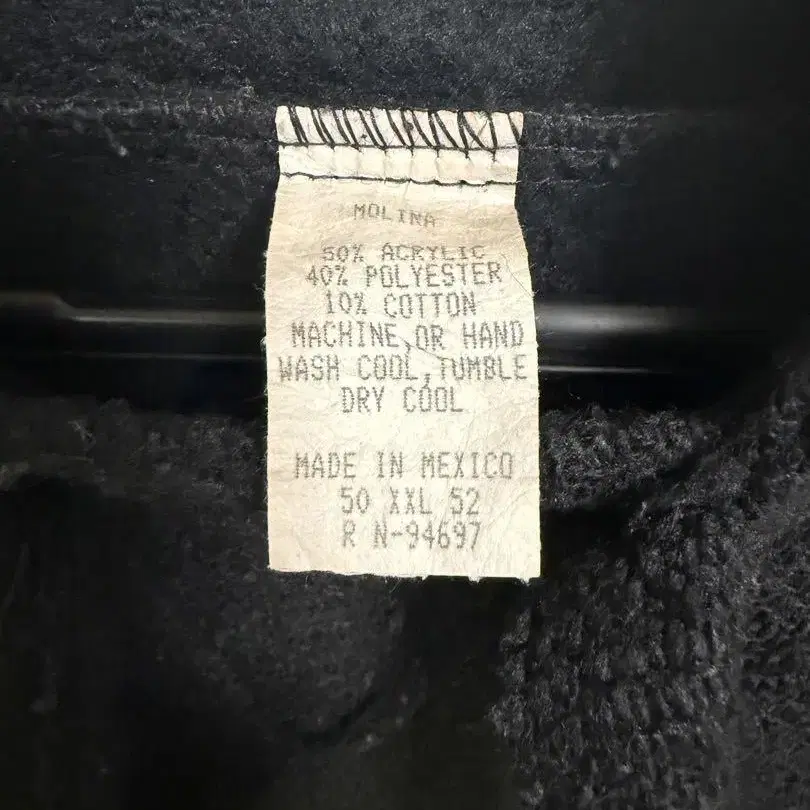 MOLINA
50% ACRYLIC
40% POLYESTER
10% COTTON
MACHINE,OR HAND
WASH COOL,TUMBLE
DRY COOL
MADE IN MEXICO
50 XXL 52
R N-94697